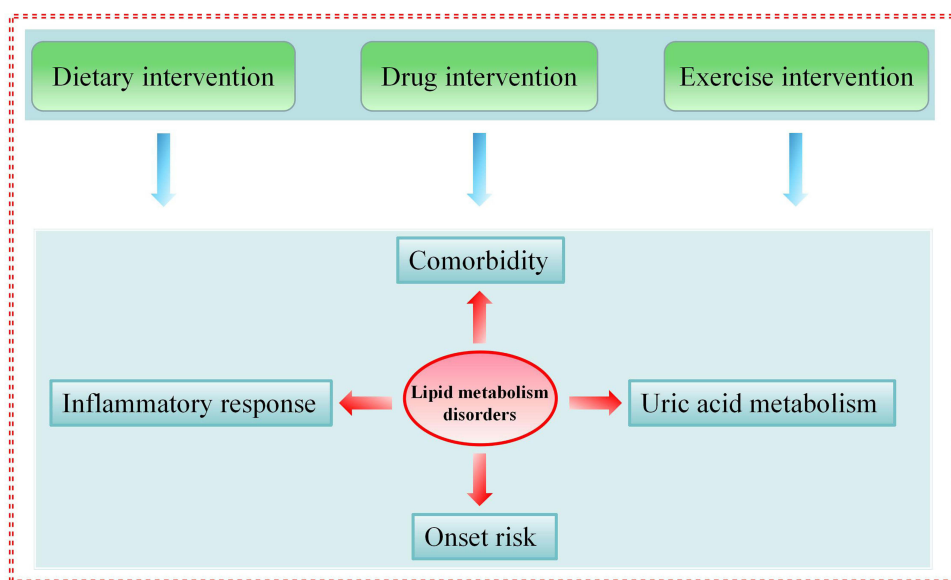 Dietary intervention
Drug intervention
Exercise intervention
Comorbidity
Inflammatory response
Lipid metabolism
disorders
Uric acid metabolism
Onset risk